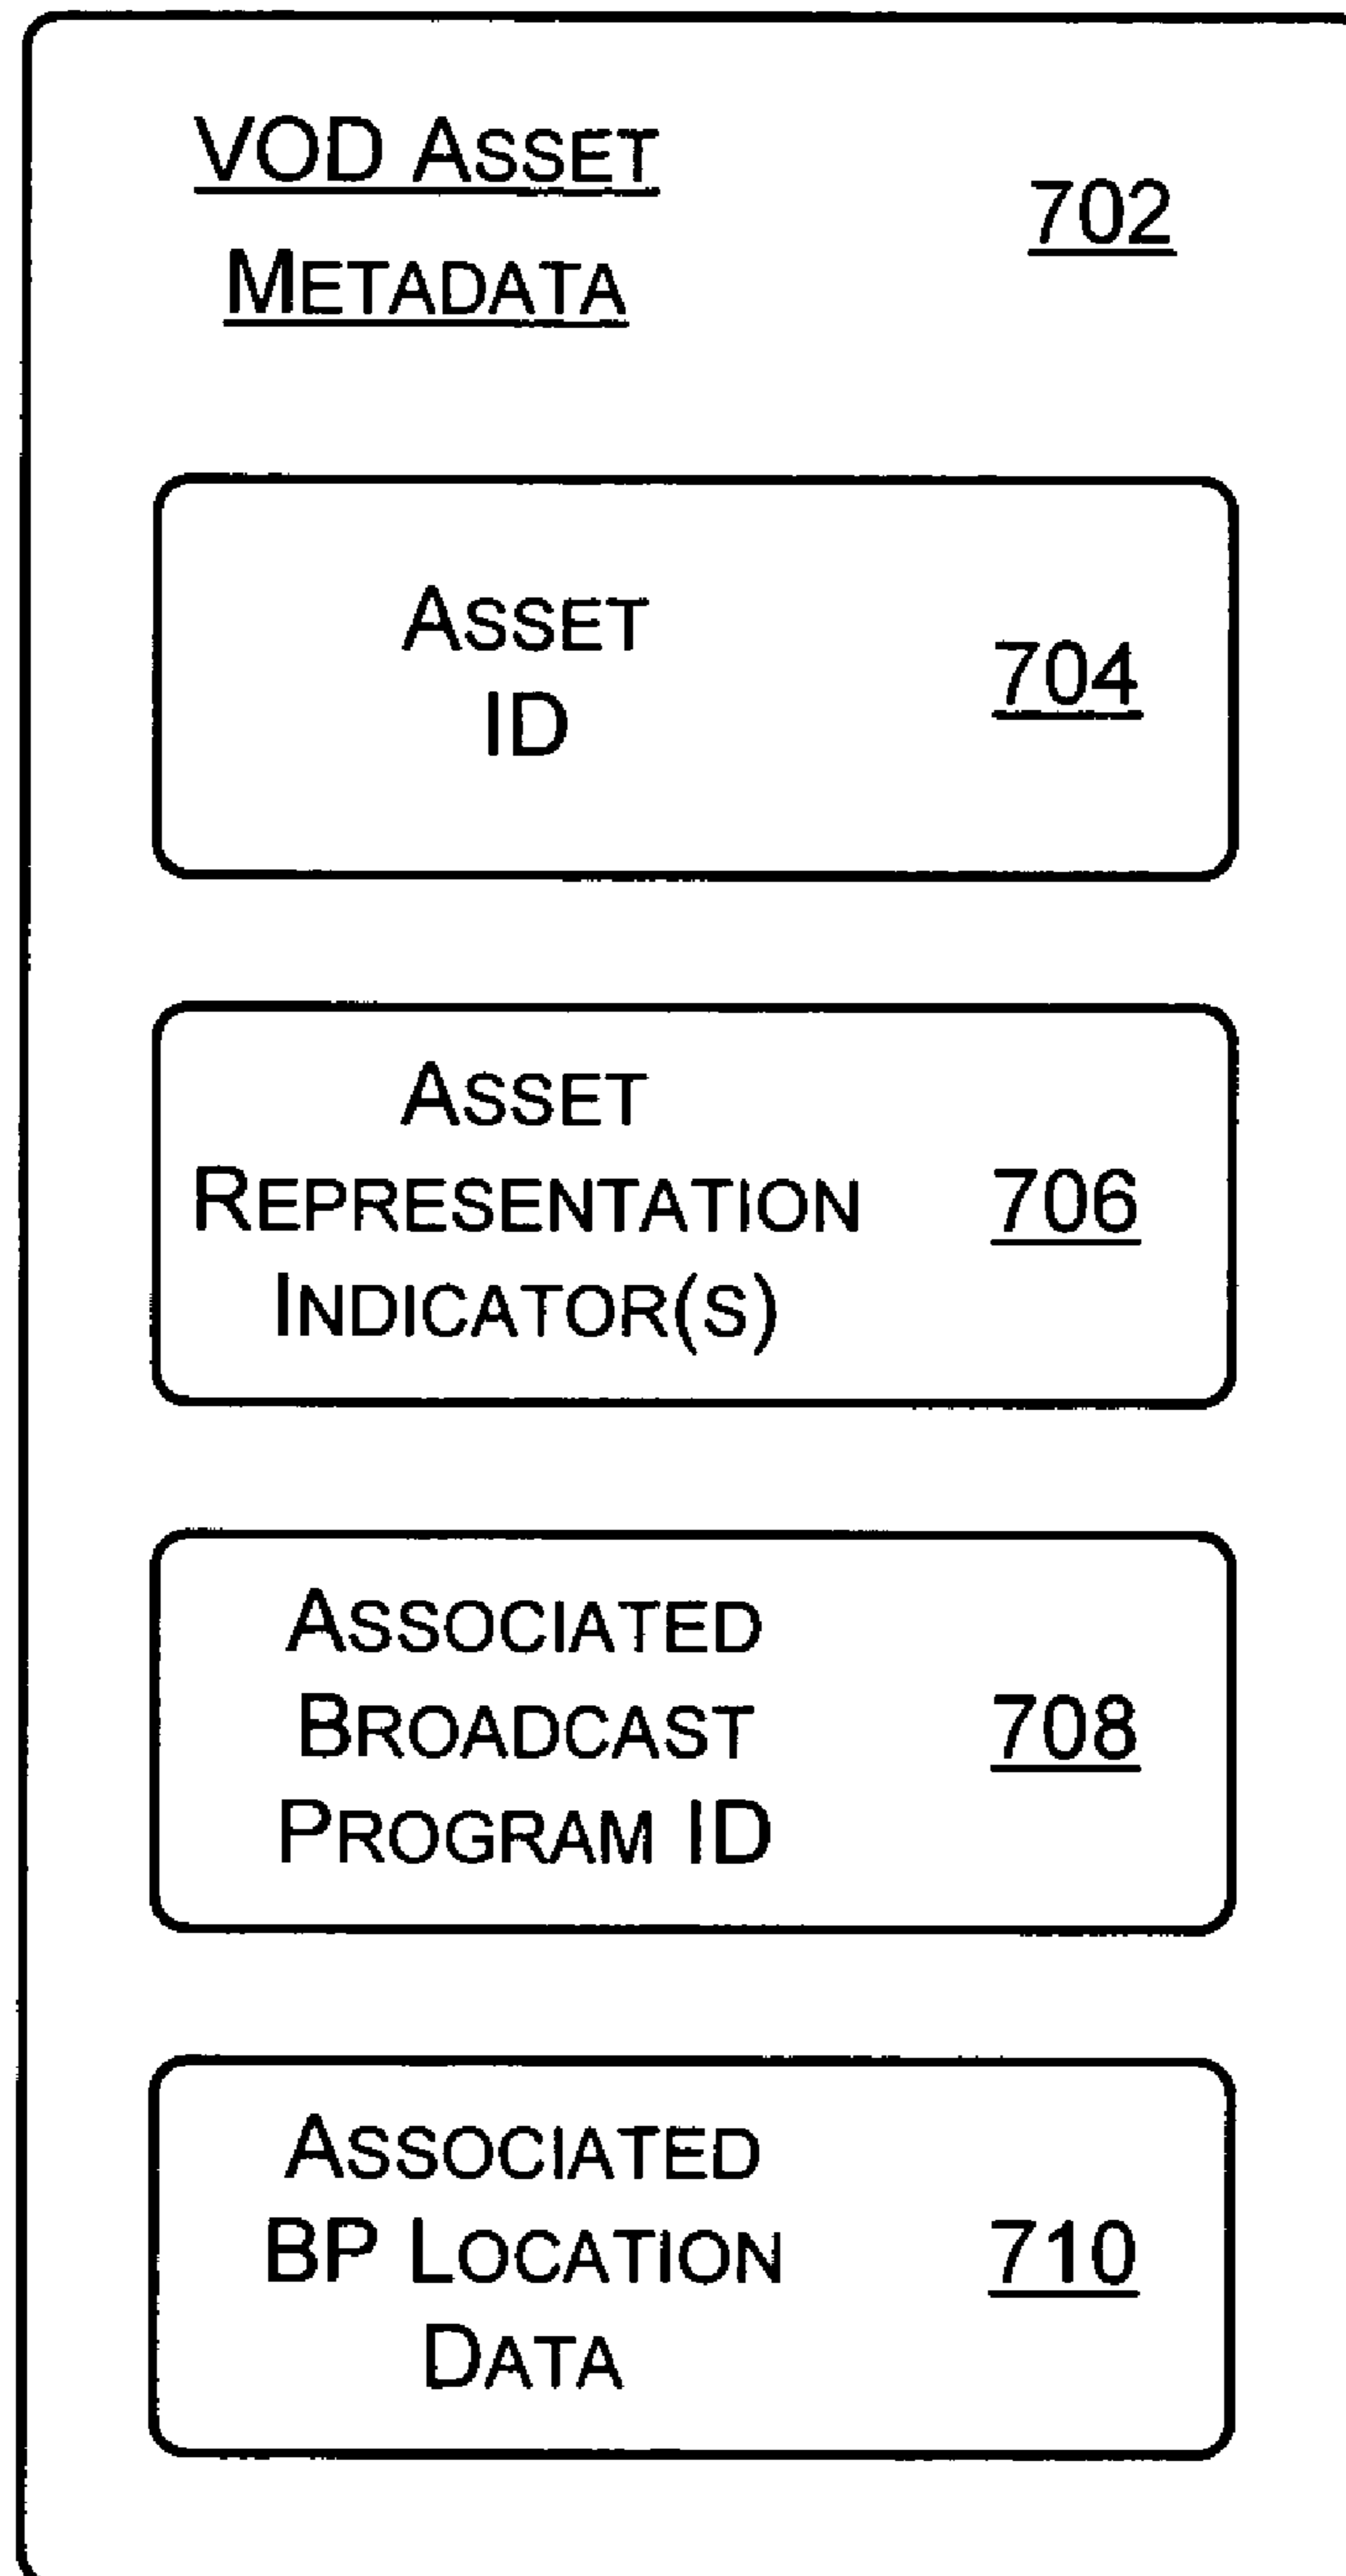 VOD ASSET
METADATA
702
ASSET
ID
704
ASSET
REPRESENTATION
INDICATOR(S)
706
ASSOCIATED
BROADCAST
PROGRAM ID
708
ASSOCIATED
BP LOCATION
DATA
710